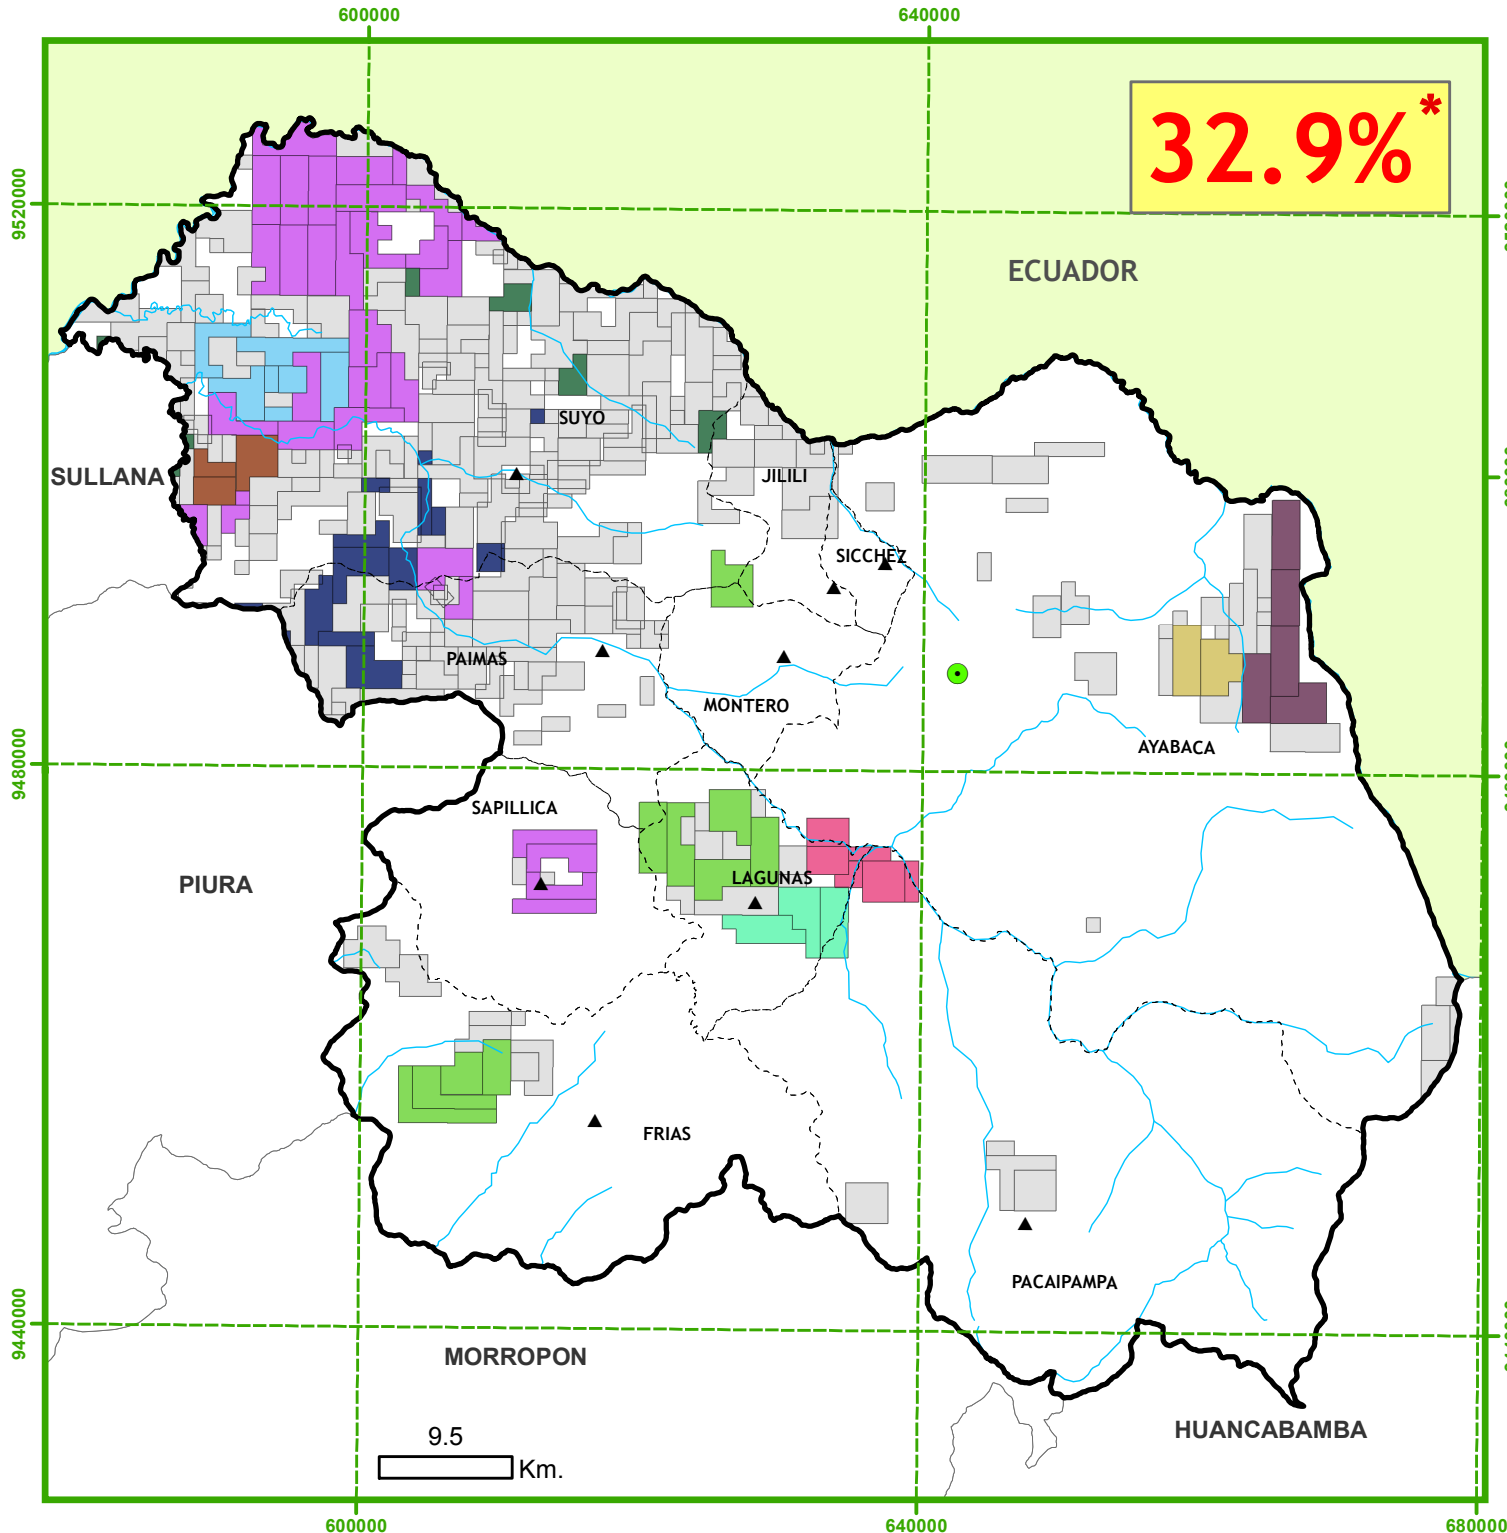 600000
640000
32.9%*
9520000
ECUADOR
SUYO
SULLANA
JILILI
SICCHEZ
PAIMAS
MONTERO
AYABACA
9480000
SAPILLICA
LAGUNAS
PIURA
FRIAS
PACAIPAMPA
9440000
MORROPON
HUANCABAMBA
9.5
Km.
600000
640000
680000